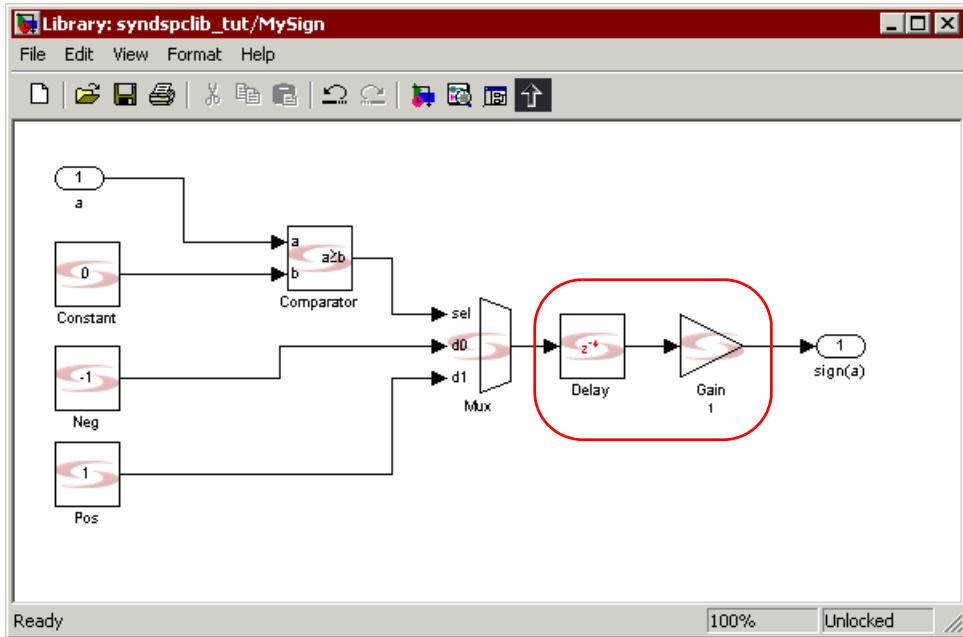 Library: syndspclib_tut/MySign
File Edit View Format Help
1
a
0
Constant
a
b
a≥b
Comparator
-1
Neg
1
Pos
sel
d0
d1
Mux
z⁻⁴
Delay
Gain
1
1
sign(a)
Ready
100%
Unlocked